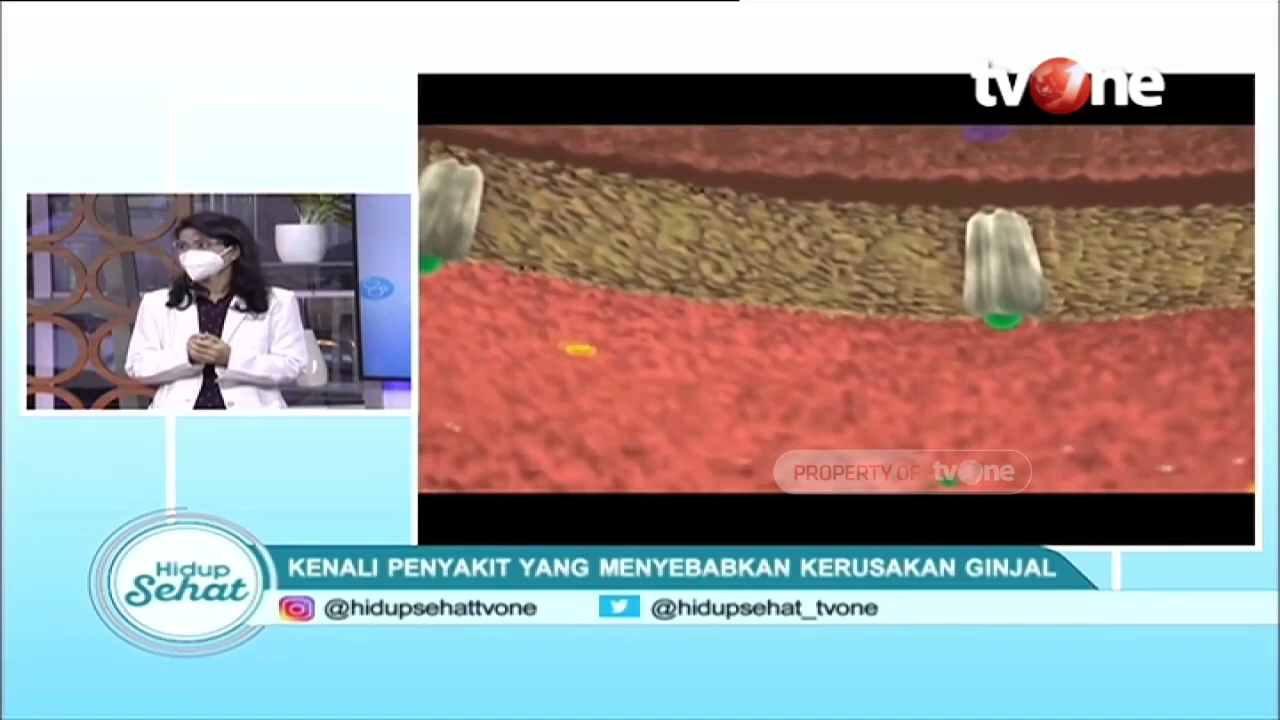 tvOne
PROPERTY OF tvOne
Hidup Sehat
KENALI PENYAKIT YANG MENYEBABKAN KERUSAKAN GINJAL
@hidupsehattvone @hidupsehat_tvone